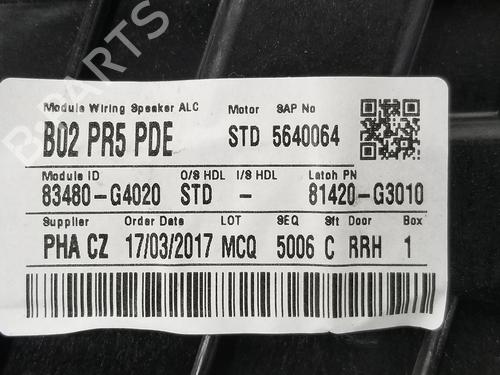 B-PARTS
Module Wiring Speaker ALC Motor SAP No
B02 PR5 PDE STD 5640064
Module ID O/S HDL I/S HDL Latch PN
83480-G4020 STD - 81420-G3010
Supplier Order Date LOT SEQ Sft Door Box
PHA CZ 17/03/2017 MCQ 5006 C RRH 1